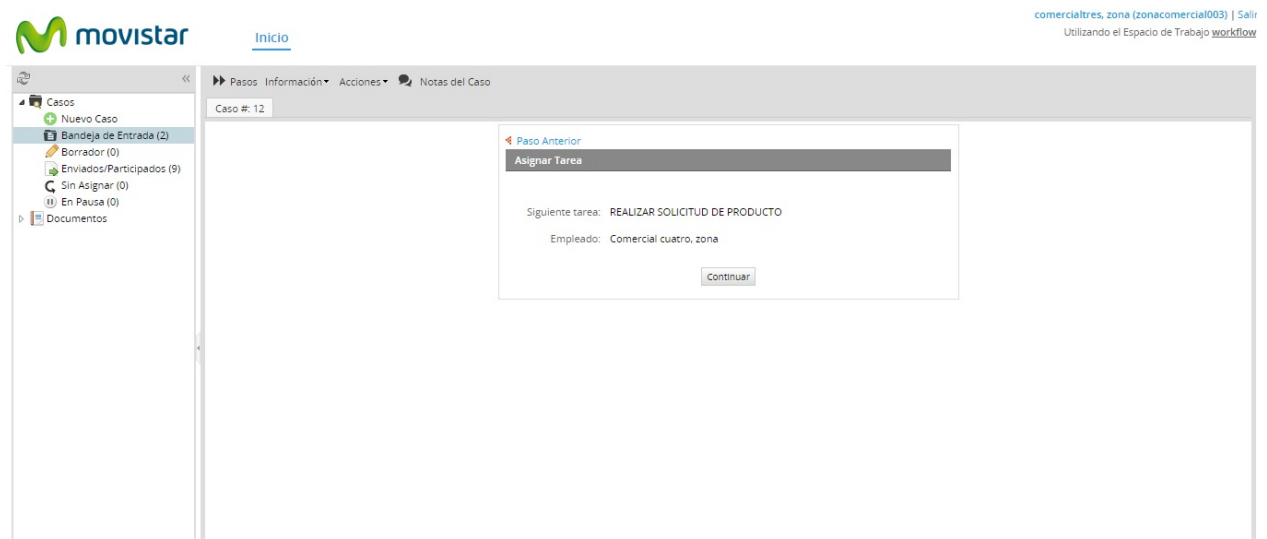 movistar
Inicio
comercialtres, zona (zonacomercial003) | Salir
Utilizando el Espacio de Trabajo workflow
Casos
Nuevo Caso
Bandeja de Entrada (2)
Borrador (0)
Enviados/Participados (9)
Sin Asignar (0)
En Pausa (0)
Documentos
Pasos Información Acciones Notas del Caso
Caso #: 12
Paso Anterior
Asignar Tarea
Siguiente tarea: REALIZAR SOLICITUD DE PRODUCTO
Empleado: Comercial cuatro, zona
Continuar